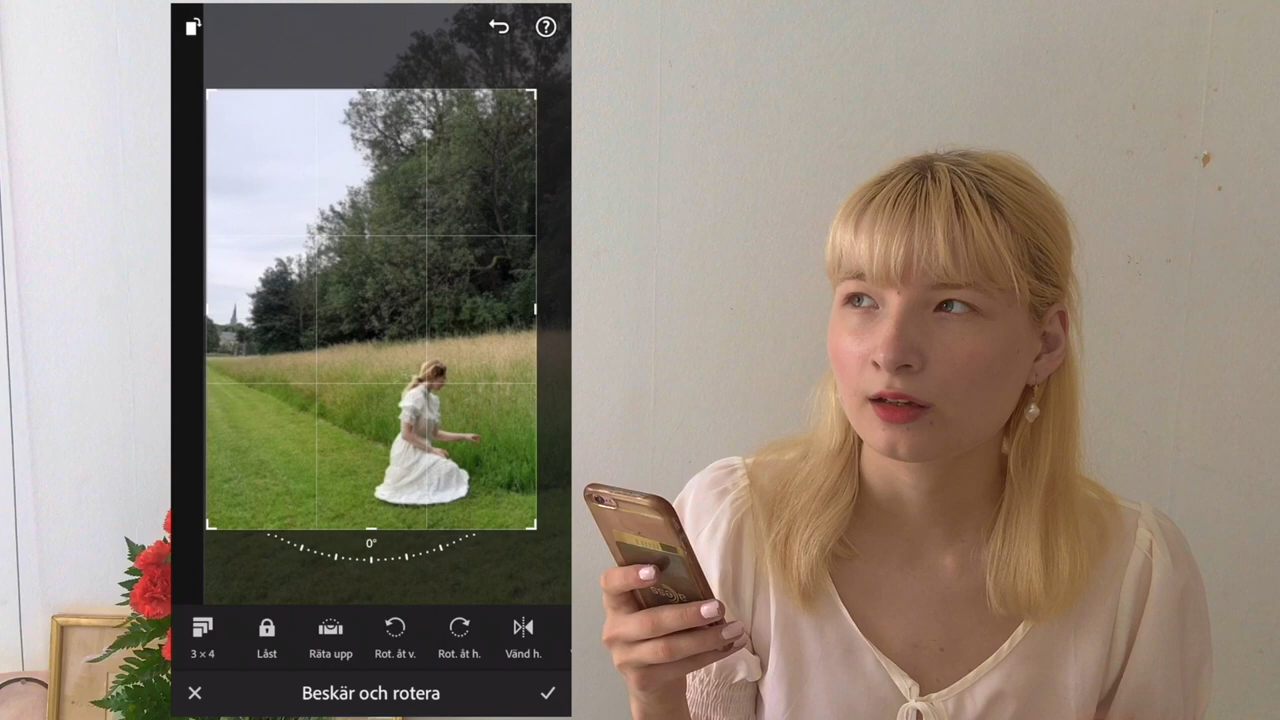 0°
3 x 4
Låst
Räta upp
Rot. åt v.
Rot. åt h.
Vänd h.
Beskär och rotera